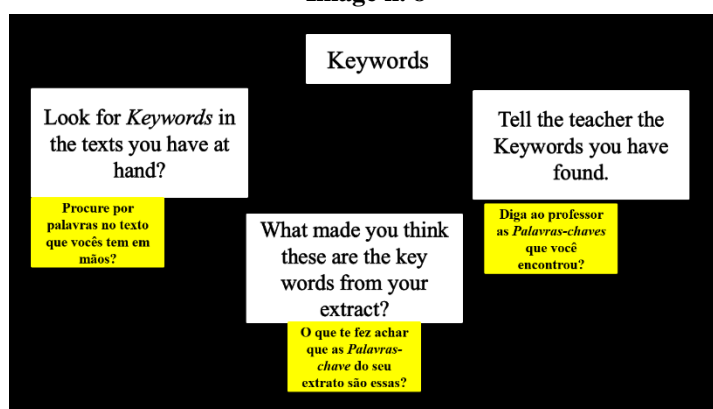 Keywords
Look for Keywords in
the texts you have at
hand?
Procure por
palavras no texto
que vocês tem em
mãos?
What made you think
these are the key
words from your
extract?
O que te fez achar
que as Palavras-
chave do seu
extrato são essas?
Tell the teacher the
Keywords you have
found.
Diga ao professor
as Palavras-chaves
que você
encontrou?